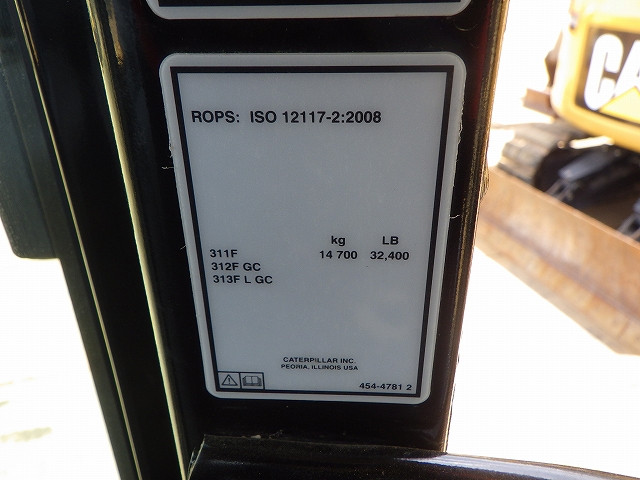 ROPS: ISO 12117-2:2008
kg LB
311F 14 700 32,400
312F GC
313F L GC
CATERPILLAR INC.
PEORIA, ILLINOIS USA
454-4781 2
CA